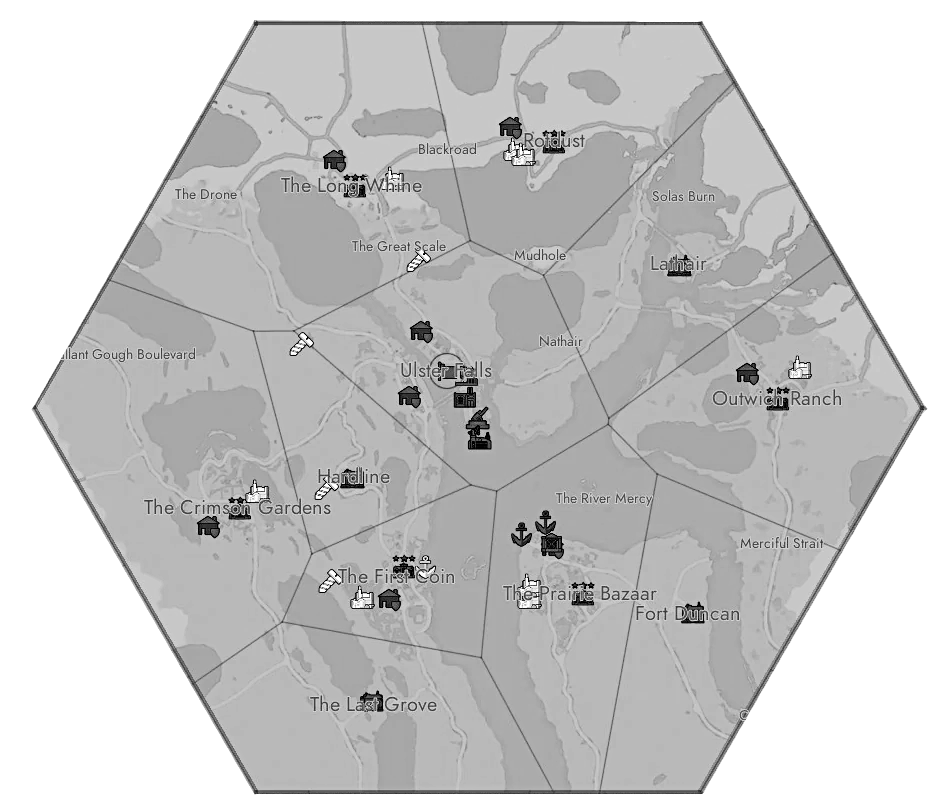 Rotdust
Blackroad
The Long Whine
The Drone
Solas Burn
The Great Scale
Mudhole
Lathair
Nathair
allant Gough Boulevard
Ulster Falls
Outwich Ranch
Hardline
The River Mercy
The Crimson Gardens
Merciful Strait
The First Coin
The Prairie Bazaar
Fort Duncan
The Last Grove